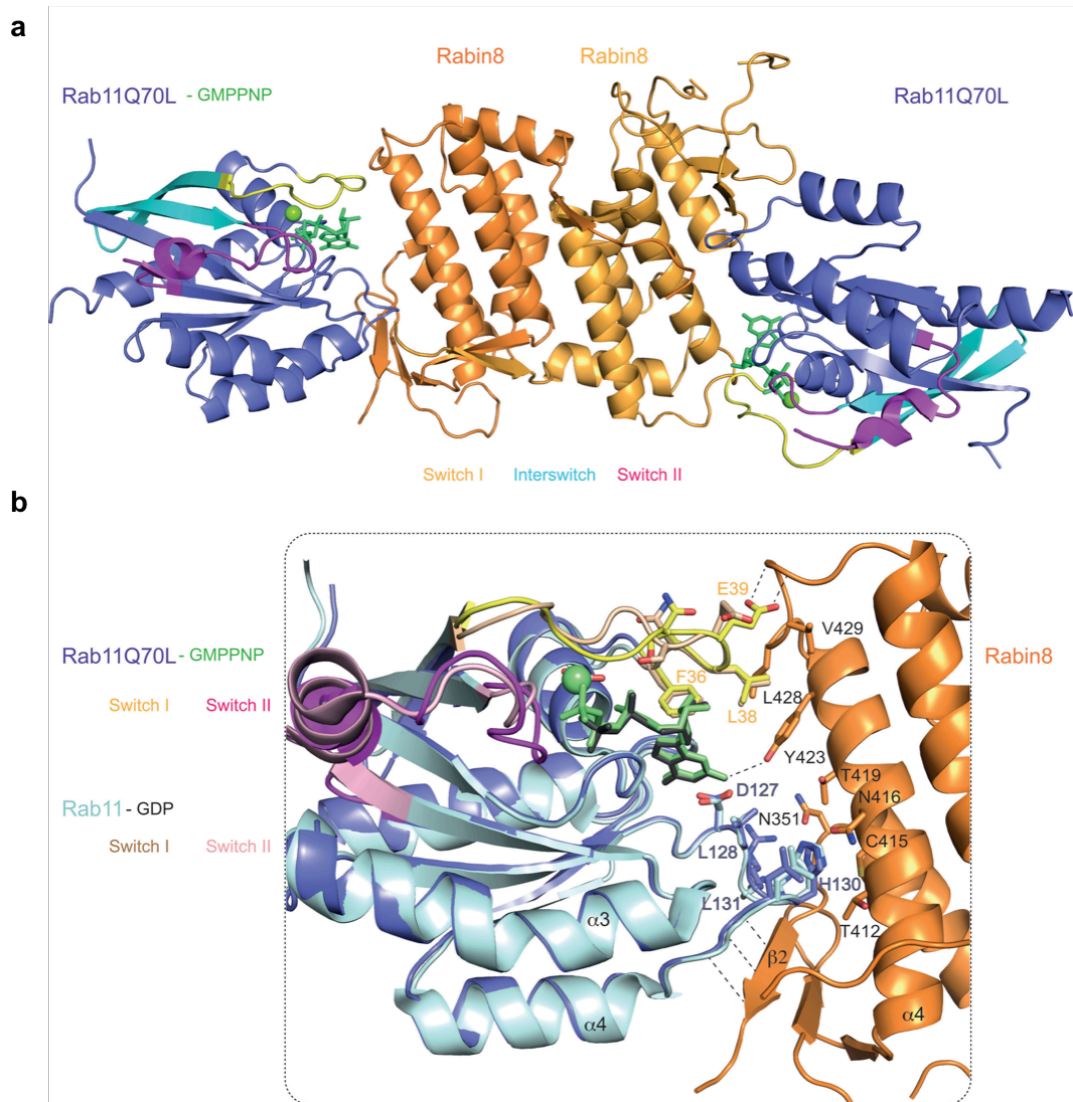 a
Rabin8 Rabin8
Rab11Q70L - GMPPNP Rab11Q70L
Switch I Interswitch Switch II
b
E39
V429
Rab11Q70L - GMPPNP Rabin8
F36
Switch I Switch II L428
L38
Y423
T419
D127
N416
Rab11 - GDP N351
C415
L128
Switch I Switch II
H130
L131
T412
α3
β2
α4
α4